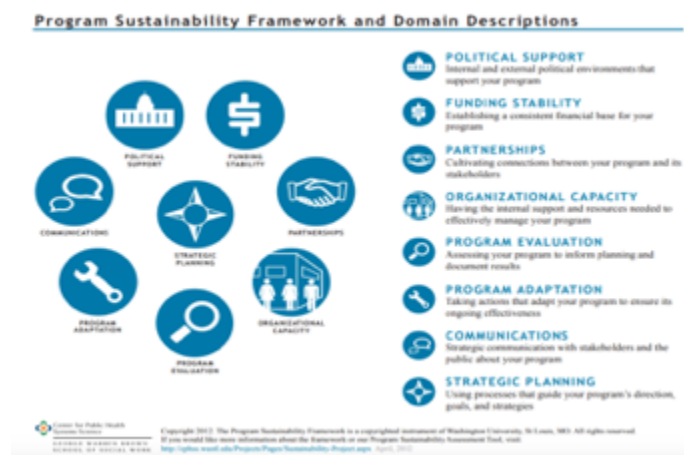 Program Sustainability Framework and Domain Descriptions
POLITICAL SUPPORT
Internal and external political environments that
support your program
FUNDING STABILITY
Establishing a consistent financial base for your
program
PARTNERSHIPS
Cultivating connections between your program and its
stakeholders
ORGANIZATIONAL CAPACITY
Having the internal support and resources needed to
effectively manage your program
PROGRAM EVALUATION
Assessing your program to inform planning and
document results
PROGRAM ADAPTATION
Taking actions that adapt your program to ensure its
ongoing effectiveness
COMMUNICATIONS
Strategic communication with stakeholders and the
public about your program
STRATEGIC PLANNING
Using processes that guide your program's direction,
goals, and strategies
POLITICAL
SUPPORT
FUNDING
STABILITY
COMMUNICATIONS
PARTNERSHIPS
STRATEGIC
PLANNING
PROGRAM
ADAPTATION
ORGANIZATIONAL
CAPACITY
PROGRAM
EVALUATION
Center for Public Health
Systems Science
GEORGE WARREN BROWN
SCHOOL OF SOCIAL WORK
Copyright 2012. The Program Sustainability Framework is a copyrighted instrument of Washington University, St Louis, MO. All rights reserved.
If you would like more information about the framework or our Program Sustainability Assessment Tool, visit
April, 2012